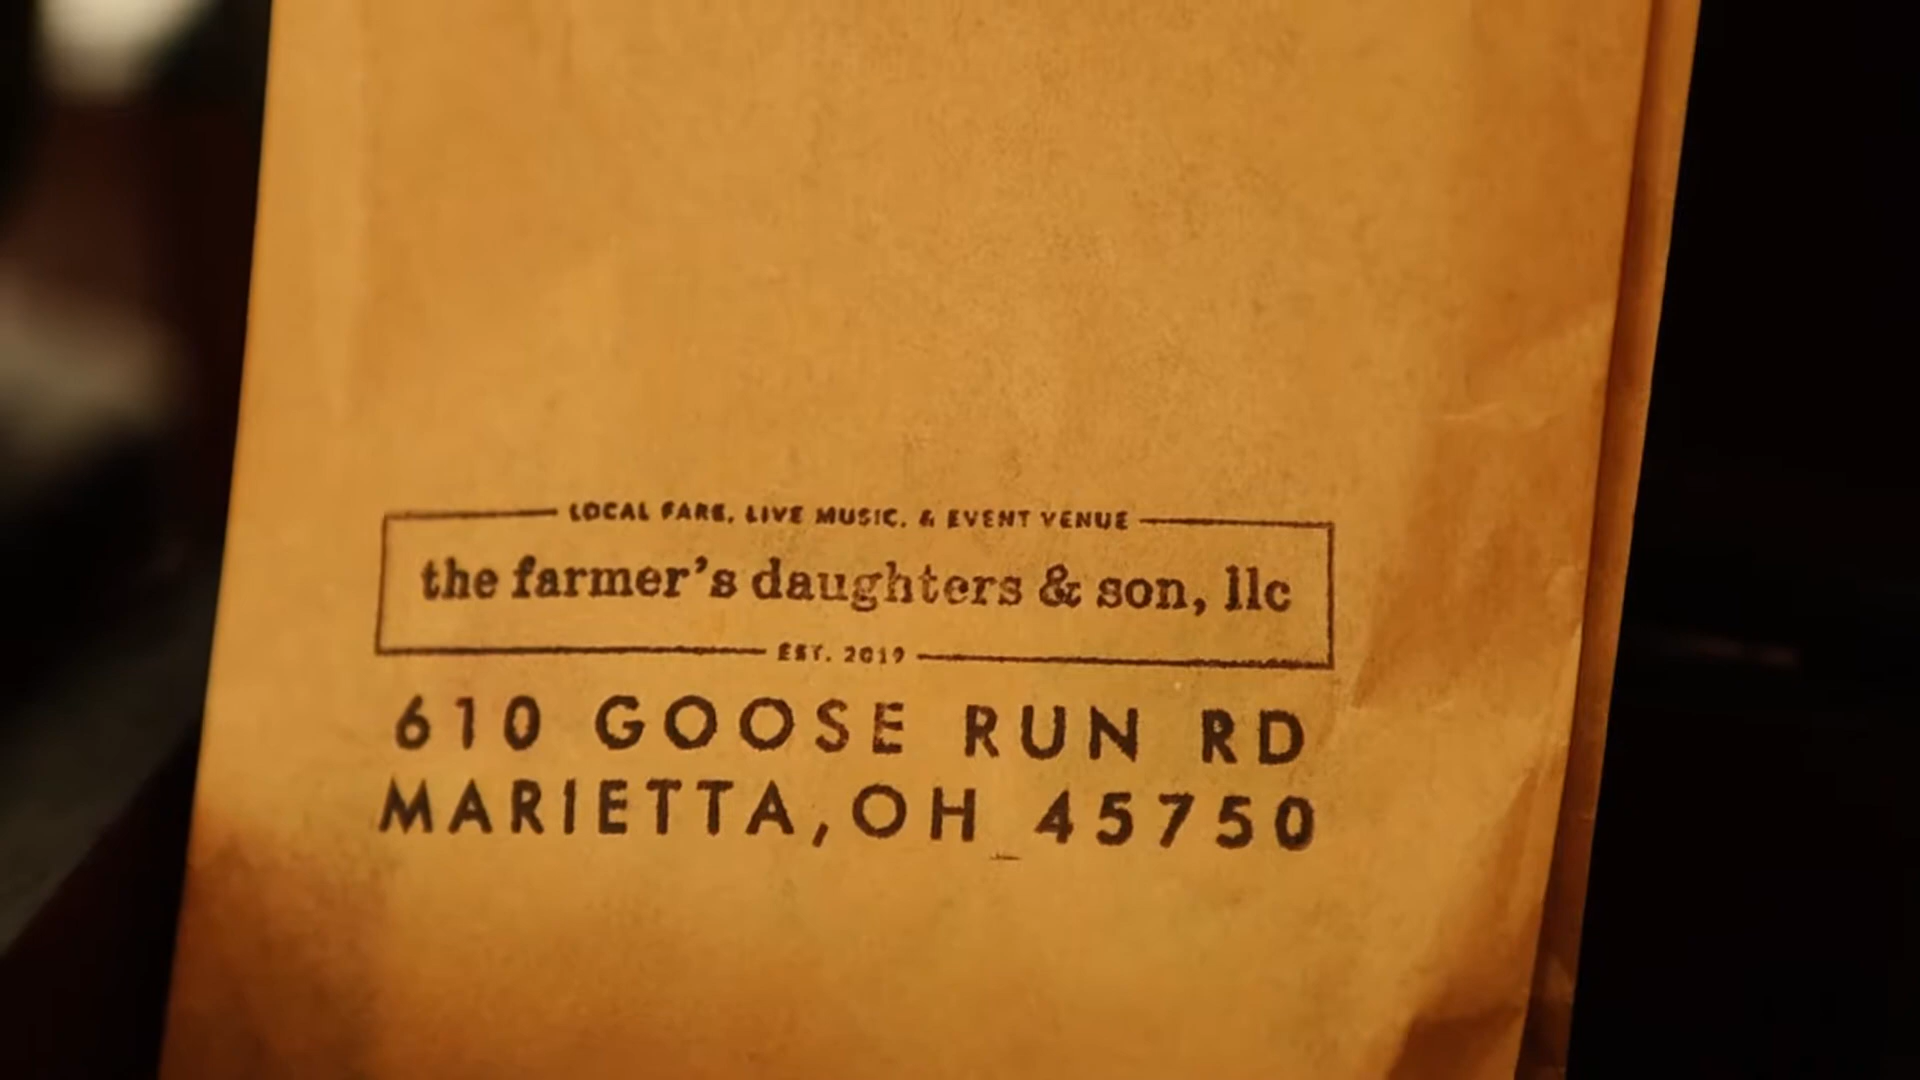 LOCAL FARE, LIVE MUSIC, & EVENT VENUE
the farmer's daughters & son, llc
EST. 2019
610 GOOSE RUN RD
MARIETTA, OH 45750